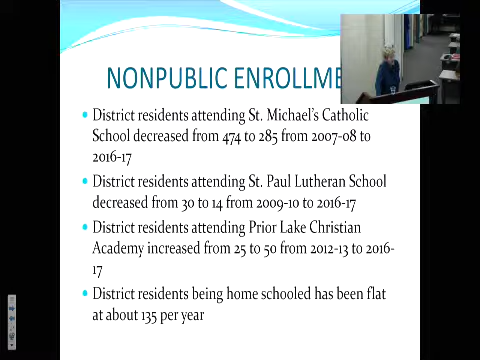 NONPUBLIC
District residents attending St. Michael's Catholic
School decreased from 474 to 285 from 2007-08 to
2016-17
District residents attending St. Paul Lutheran School
decreased from 30 to 14 from 2009-10 to 2016-17
District residents attending Prior Lake Christian
Academy increased from 25 to 50 from 2012-13 to 2016-
17
District residents being home schooled has been flat
at about 135 per year